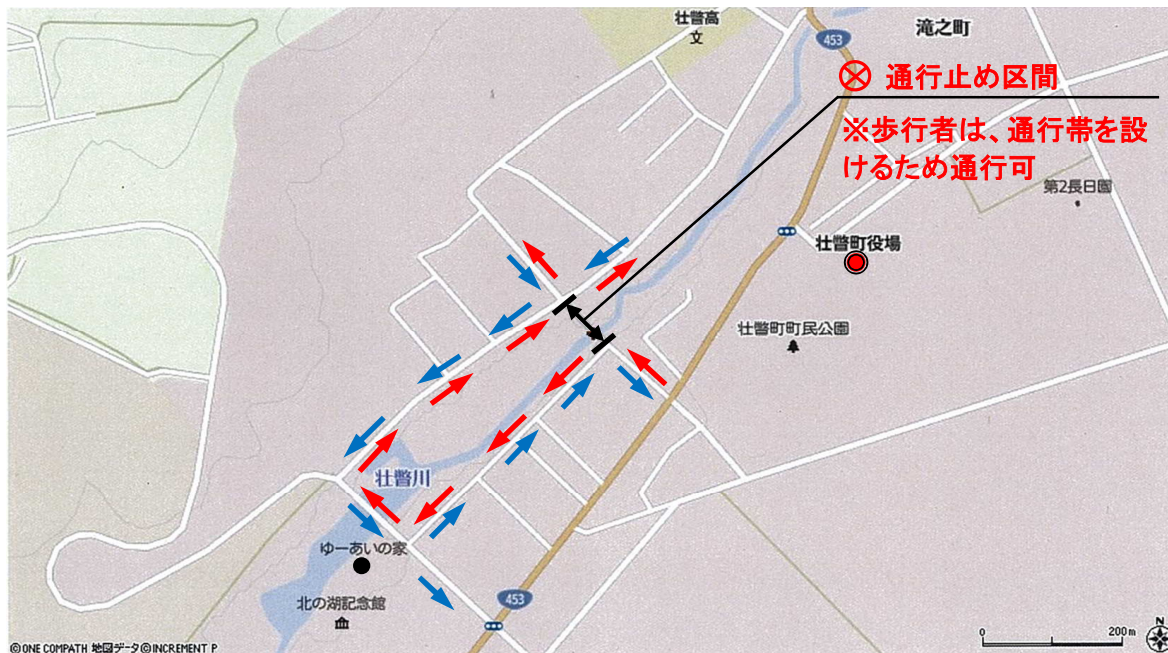 壮瞥高
文
453
滝之町
通行止め区間
※歩行者は、通行帯を設
けるため通行可
第2長日園
壮瞥町役場
壮瞥町町民公園
壮瞥川
ゆーあいの家
北の湖記念館
453
©ONE COMPATH 地図データ©INCREMENT P
0 200m
N